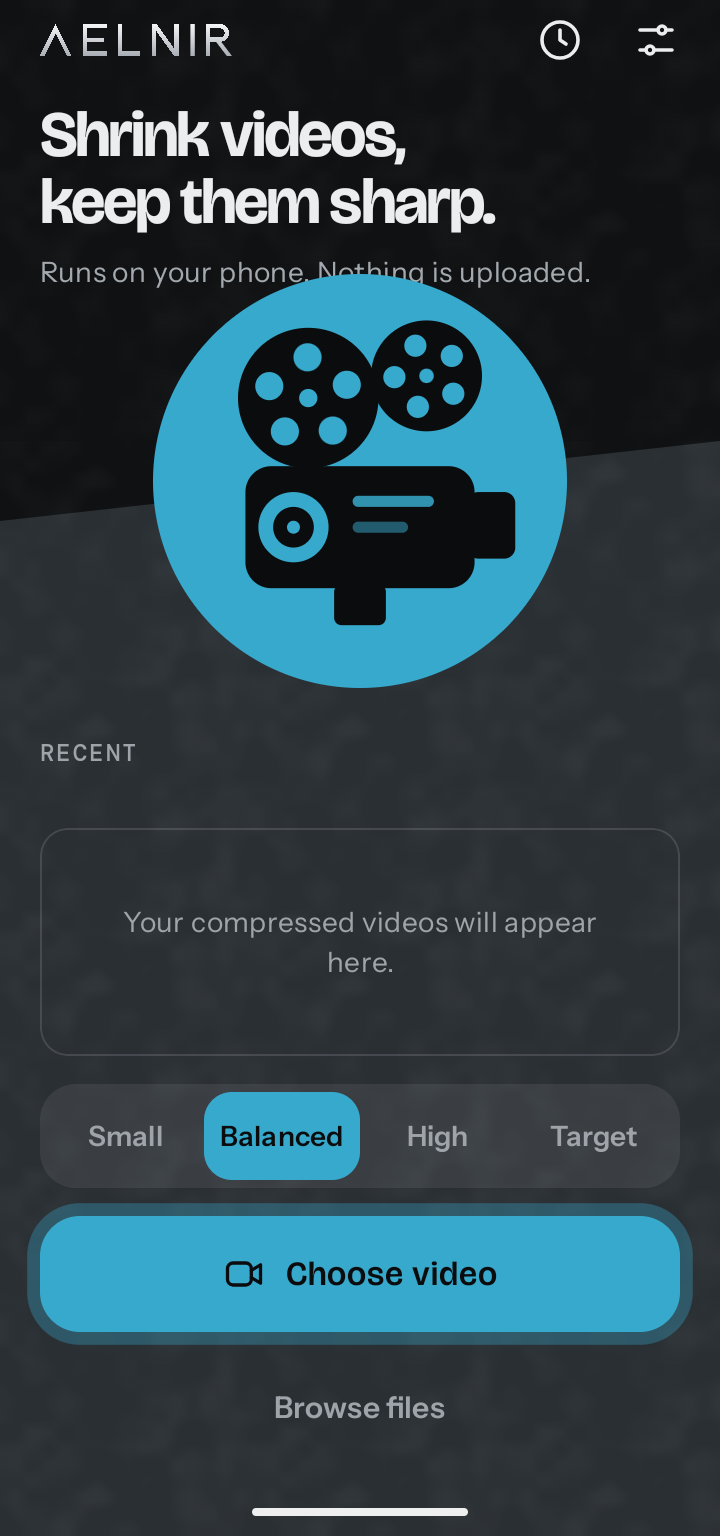 AELNIR
Shrink videos,
keep them sharp.
Runs on your phone. Nothing is uploaded.
RECENT
Your compressed videos will appear
here.
Small
Balanced
High
Target
Choose video
Browse files